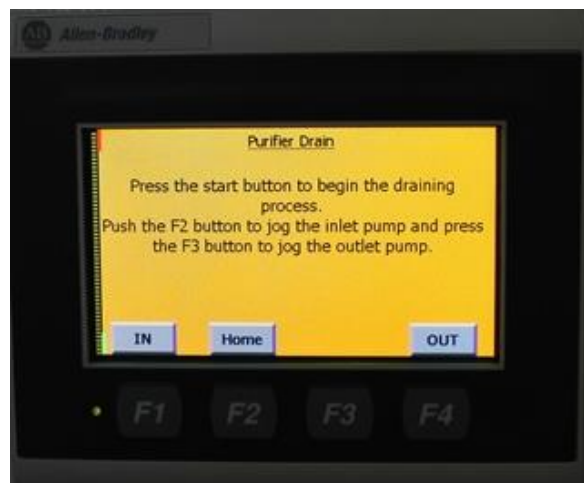 AB Allen-Bradley
Purifier Drain
Press the start button to begin the draining
process.
Push the F2 button to jog the inlet pump and press
the F3 button to jog the outlet pump.
IN Home OUT
F1 F2 F3 F4